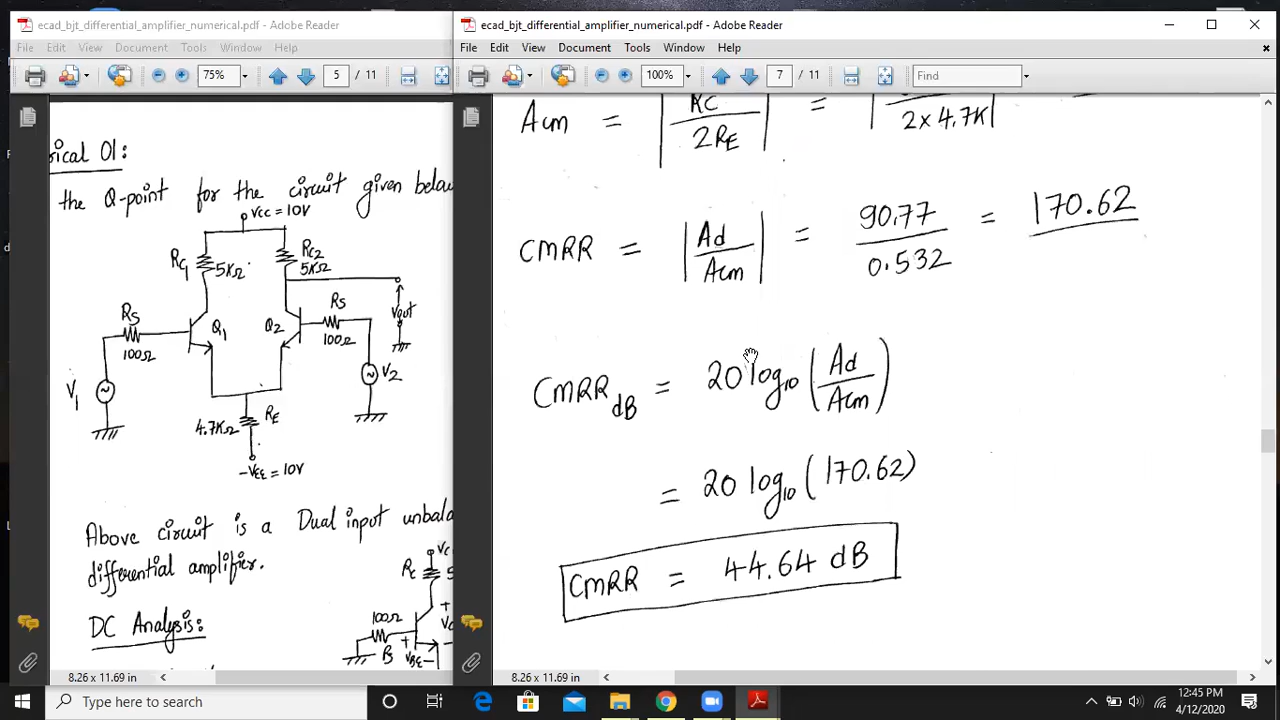 ecad_bjt_differential_amplifier_numerical.pdf - Adobe Reader
File Edit View Document Tools Window Help
75% 5 / 11
rical 01:
the Q-point for the circuit given below
VCC = 10V
RC1 5KΩ
RC2 5KΩ
RS 100Ω
Q1
Q2
RS 100Ω
Vout
V1
V2
4.7KΩ RE
-VEE = 10V
Above circuit is a Dual input unbala
differential amplifier.
DC Analysis:
RC
100Ω
RS
+
VBE -
8.26 x 11.69 in
ecad_bjt_differential_amplifier_numerical.pdf - Adobe Reader
File Edit View Document Tools Window Help
100% 7 / 11 Find
Acm = |RC / 2RE| = | / 2 x 4.7K|
CMRR = |Ad / Acm| = 90.77 / 0.532 = 170.62
CMRR dB = 20 log10 (Ad / Acm)
= 20 log10 (170.62)
CMRR = 44.64 dB
8.26 x 11.69 in
Type here to search
12:45 PM
4/12/2020